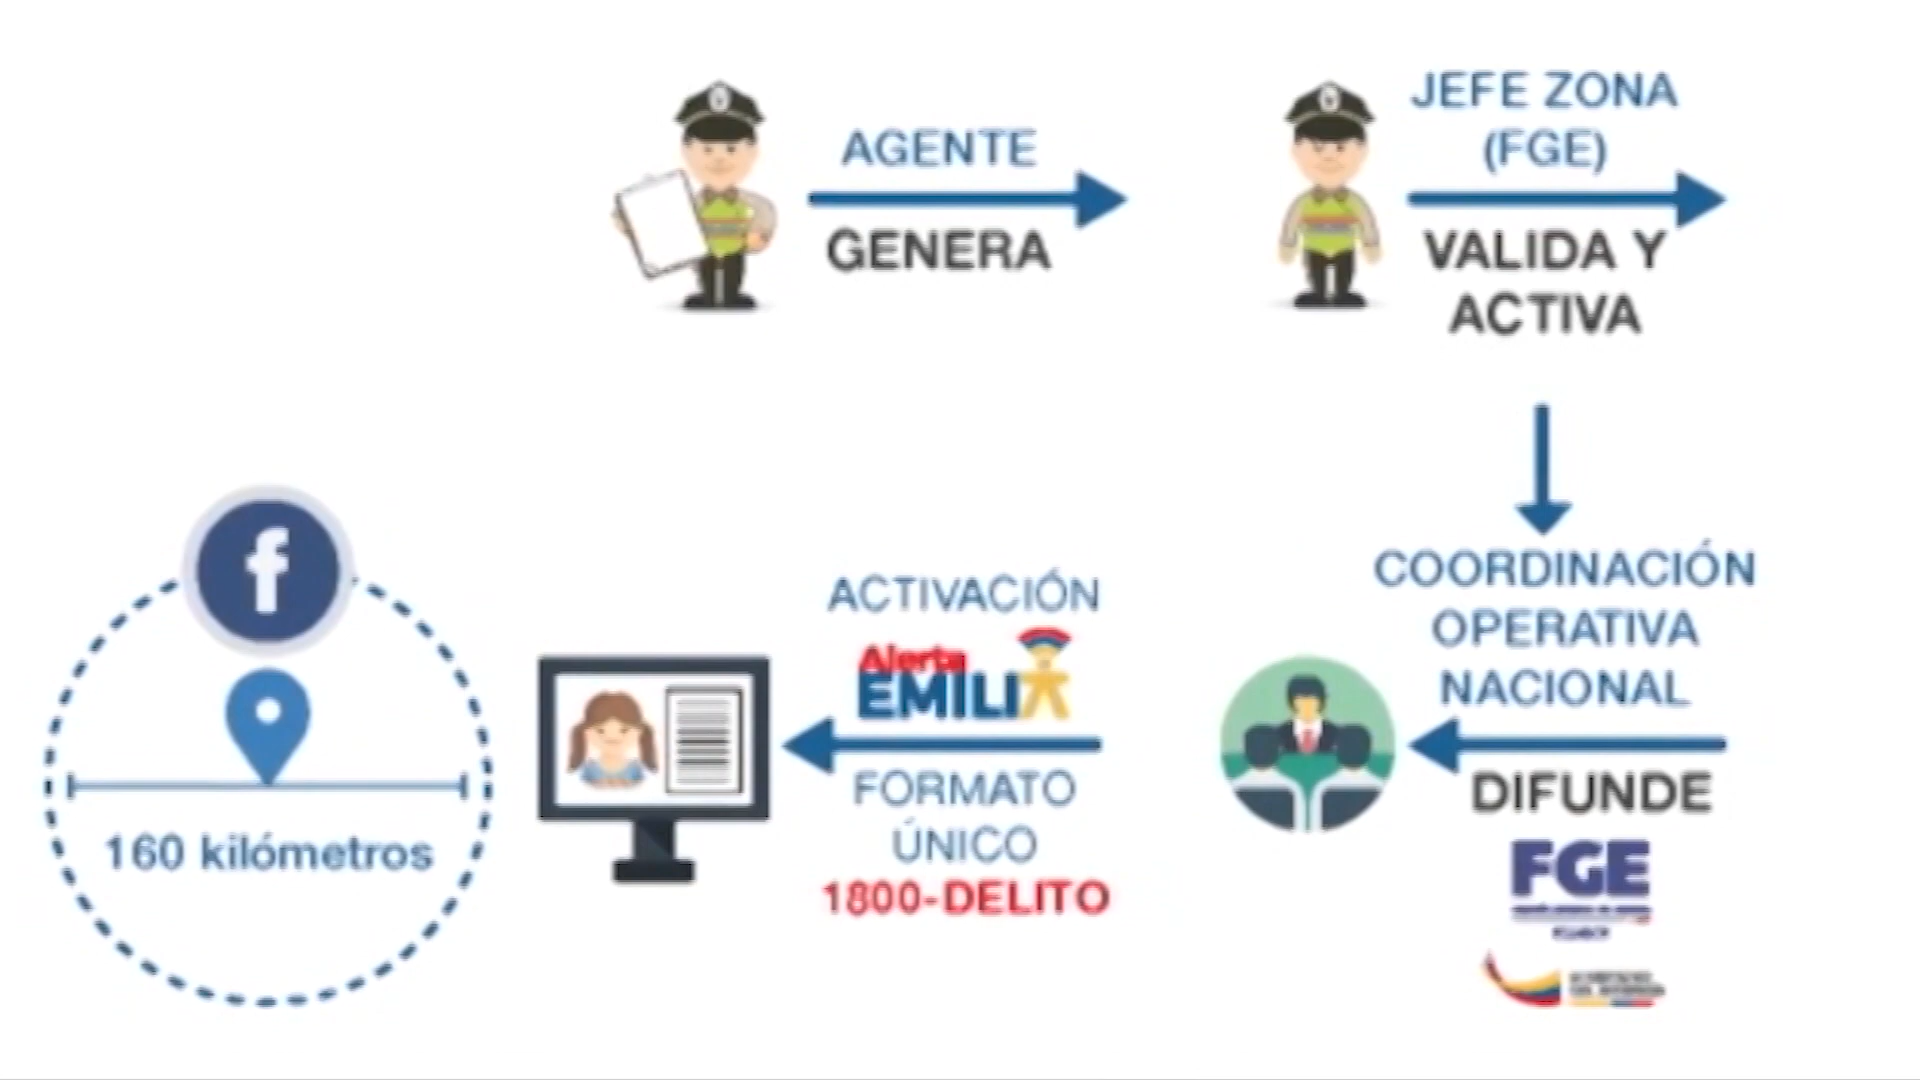 AGENTE
GENERA
JEFE ZONA
(FGE)
VALIDA Y
ACTIVA
COORDINACIÓN
OPERATIVA
NACIONAL
DIFUNDE
FGE
ECUADOR
ACTIVACIÓN
Alerta
EMILIA
FORMATO
ÚNICO
1800-DELITO
f
160 kilómetros